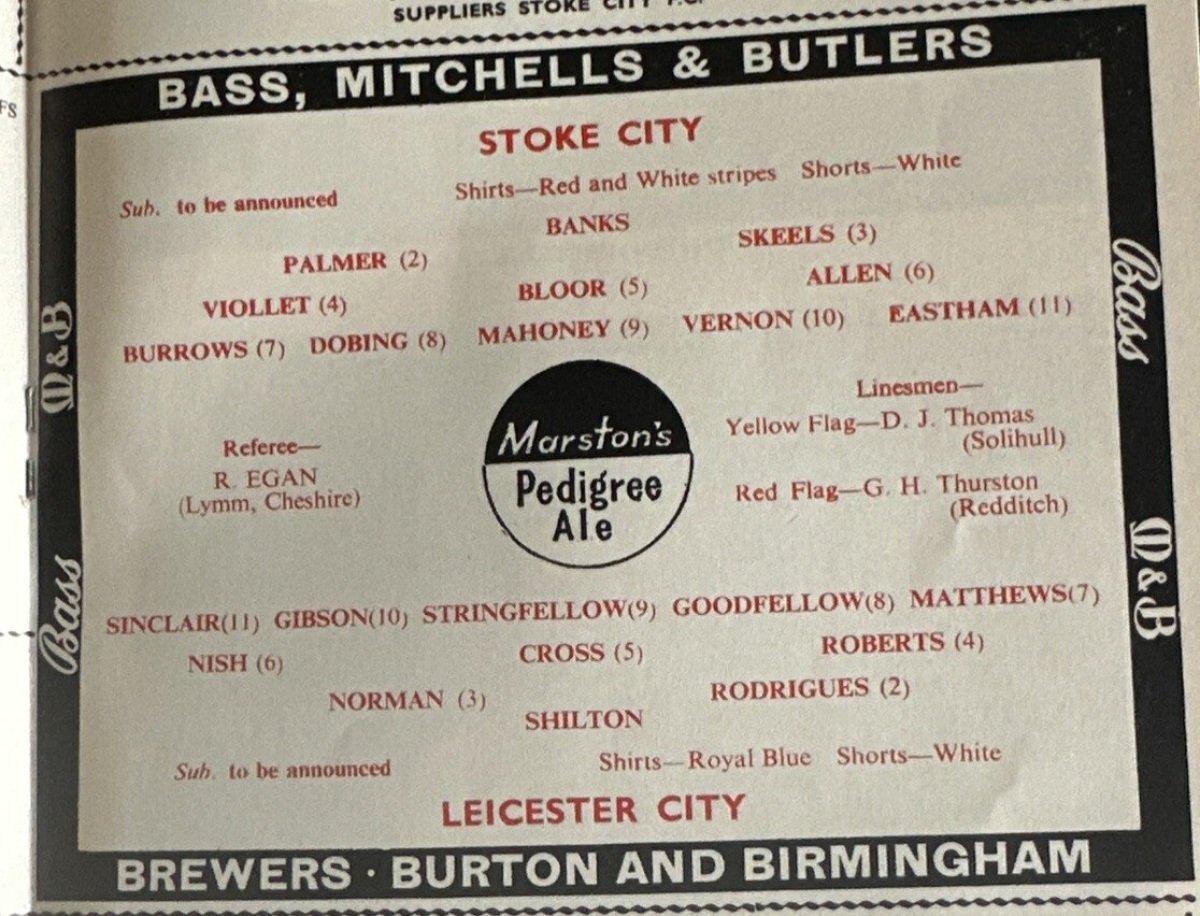 SUPPLIERS STOKE CITY F.C.
BASS, MITCHELLS & BUTLERS
STOKE CITY
Sub. to be announced
Shirts—Red and White stripes Shorts—White
BANKS
PALMER (2) SKEELS (3)
VIOLLET (4) BLOOR (5) ALLEN (6)
BURROWS (7) DOBING (8) MAHONEY (9) VERNON (10) EASTHAM (11)
M & B
Bass
Referee—
R. EGAN
(Lymm, Cheshire)
Marston's
Pedigree
Ale
Linesmen—
Yellow Flag—D. J. Thomas
(Solihull)
Red Flag—G. H. Thurston
(Redditch)
Bass
M & B
SINCLAIR(11) GIBSON(10) STRINGFELLOW(9) GOODFELLOW(8) MATTHEWS(7)
NISH (6) CROSS (5) ROBERTS (4)
NORMAN (3) RODRIGUES (2)
SHILTON
Sub. to be announced
Shirts—Royal Blue Shorts—White
LEICESTER CITY
BREWERS · BURTON AND BIRMINGHAM